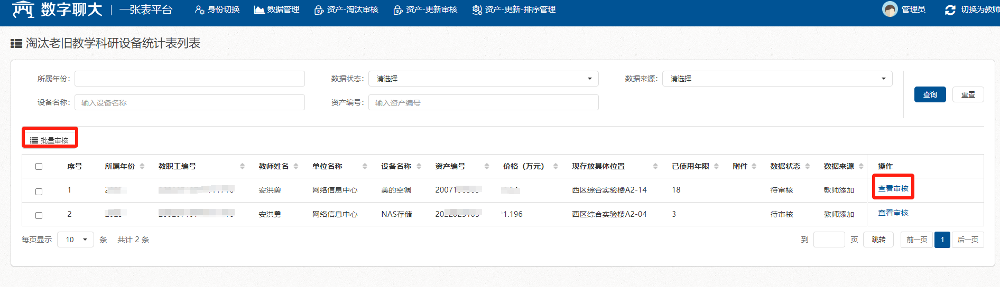 数字聊大 一张表平台 身份切换 数据管理 资产-淘汰审核 资产-更新审核 资产-更新-排序管理 管理员 切换为教师
淘汰老旧教学科研设备统计表列表
所属年份： 数据状态： 请选择 数据来源： 请选择
设备名称： 输入设备名称 资产编号： 输入资产编号 查询 重置
批量审核
序号 所属年份 教职工编号 教师姓名 单位名称 设备名称 资产编号 价格（万元） 现存放具体位置 已使用年限 附件 数据状态 数据来源 操作
1 安洪勇 网络信息中心 美的空调 西区综合实验楼A2-14 18 待审核 教师添加 查看审核
2 安洪勇 网络信息中心 NAS存储 1.196 西区综合实验楼A2-04 3 待审核 教师添加 查看审核
每页显示 10 条 共计 2 条 到 页 跳转 前一页 1 后一页